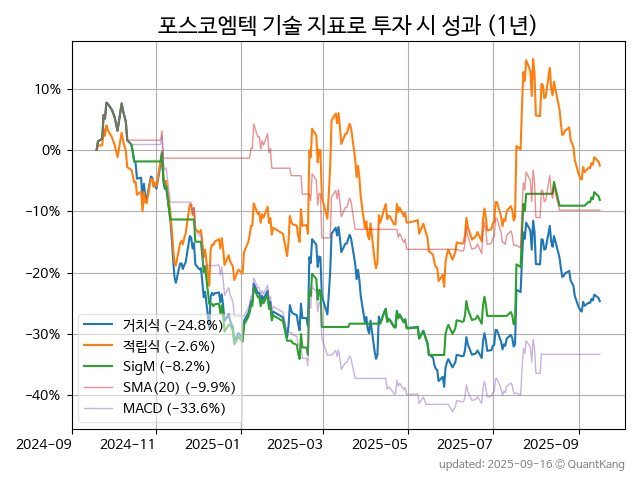 포스코엠텍 기술 지표로 투자 시 성과 (1년)
10%
0%
−10%
−20%
−30%
−40%
거치식 (−24.8%)
적립식 (−2.6%)
SigM (−8.2%)
SMA(20) (−9.9%)
MACD (−33.6%)
2024-09
2024-11
2025-01
2025-03
2025-05
2025-07
2025-09
updated: 2025-09-16 © QuantKang